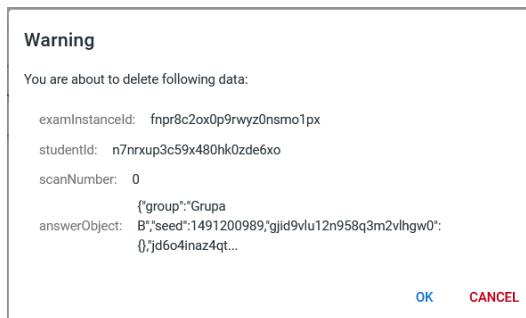 Warning
You are about to delete following data:
examInstanceId: fnpr8c2ox0p9rwyz0nsmo1px
studentId: n7nrxup3c59x480hk0zde6xo
scanNumber: 0
{"group":"Grupa
answerObject: B","seed":1491200989,"gjid9vlu12n958q3m2vlhgw0":
{},"jd6o4inaz4qt...
OK CANCEL